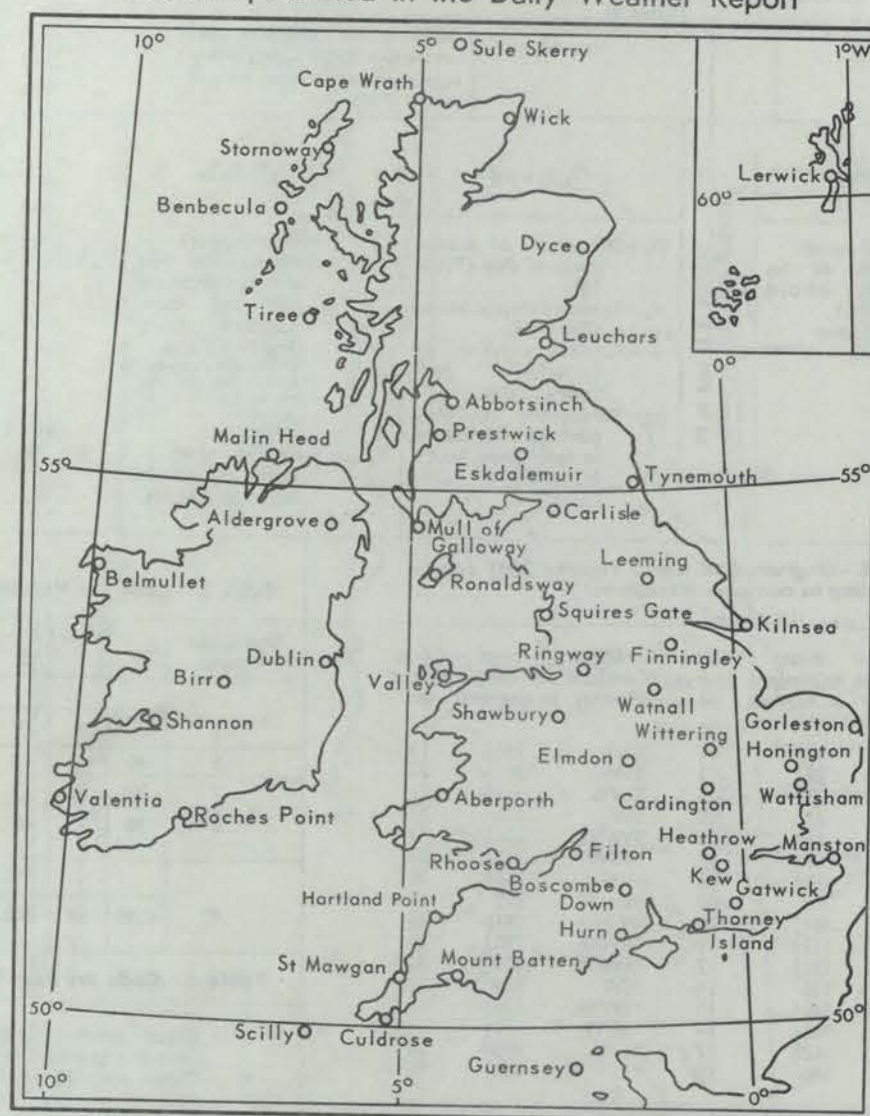 in the Daily Weather Report
10°
5°
Sule Skerry
1°W
Cape Wrath
Wick
Stornoway
Lerwick
60°
Benbecula
Dyce
Tiree
Leuchars
0°
Abbotsinch
Malin Head
Prestwick
55°
Eskdalemuir
Tynemouth
55°
Aldergrove
Carlisle
Mull of
Galloway
Leeming
Belmullet
Ronaldsway
Squires Gate
Kilnsea
Dublin
Ringway
Finningley
Birr
Valley
Watnall
Shannon
Shawbury
Gorleston
Wittering
Honington
Elmdon
Valentia
Aberporth
Cardington
Wattisham
Roches Point
Heathrow
Manston
Rhoose
Filton
Kew
Boscombe
Down
Gatwick
Hartland Point
Hurn
Thorney
Island
St Mawgan
Mount Batten
50°
50°
Scilly
Culdrose
Guernsey
10°
5°
0°